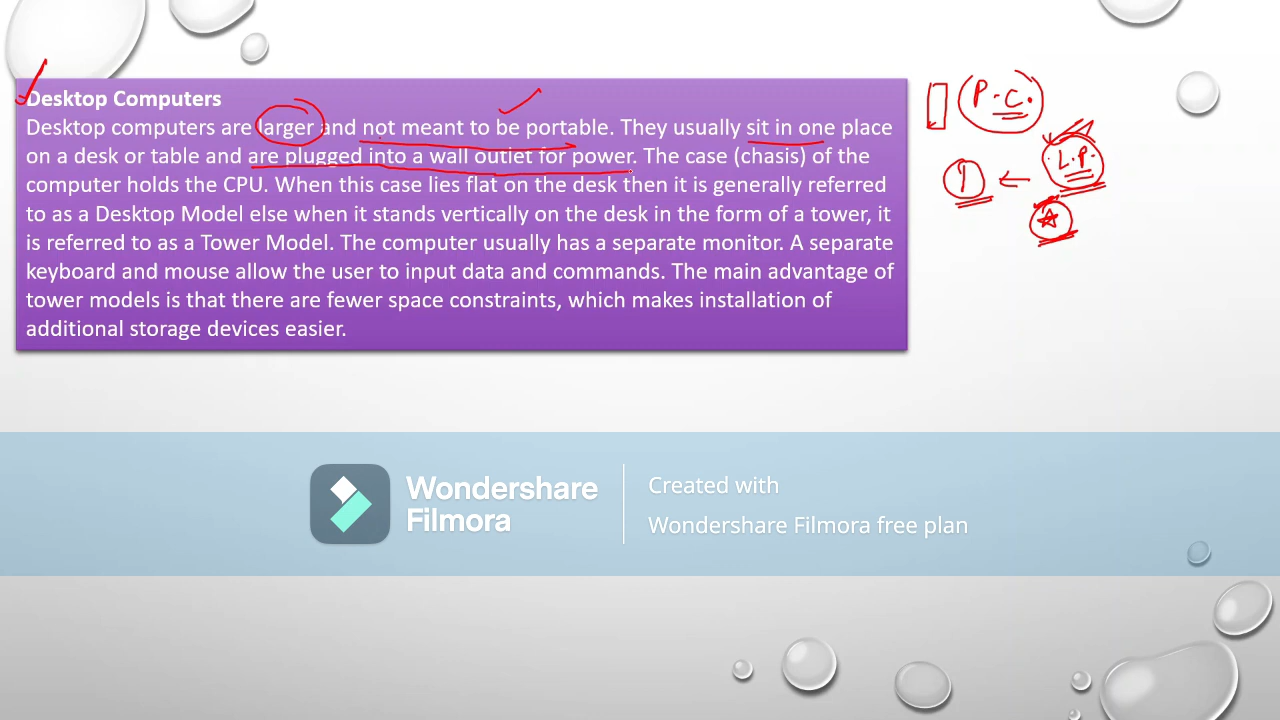 Desktop Computers
Desktop computers are larger and not meant to be portable. They usually sit in one place
on a desk or table and are plugged into a wall outlet for power. The case (chasis) of the
computer holds the CPU. When this case lies flat on the desk then it is generally referred
to as a Desktop Model else when it stands vertically on the desk in the form of a tower, it
is referred to as a Tower Model. The computer usually has a separate monitor. A separate
keyboard and mouse allow the user to input data and commands. The main advantage of
tower models is that there are fewer space constraints, which makes installation of
additional storage devices easier.
P.C.
L.P.
Wondershare
Filmora
Created with
Wondershare Filmora free plan